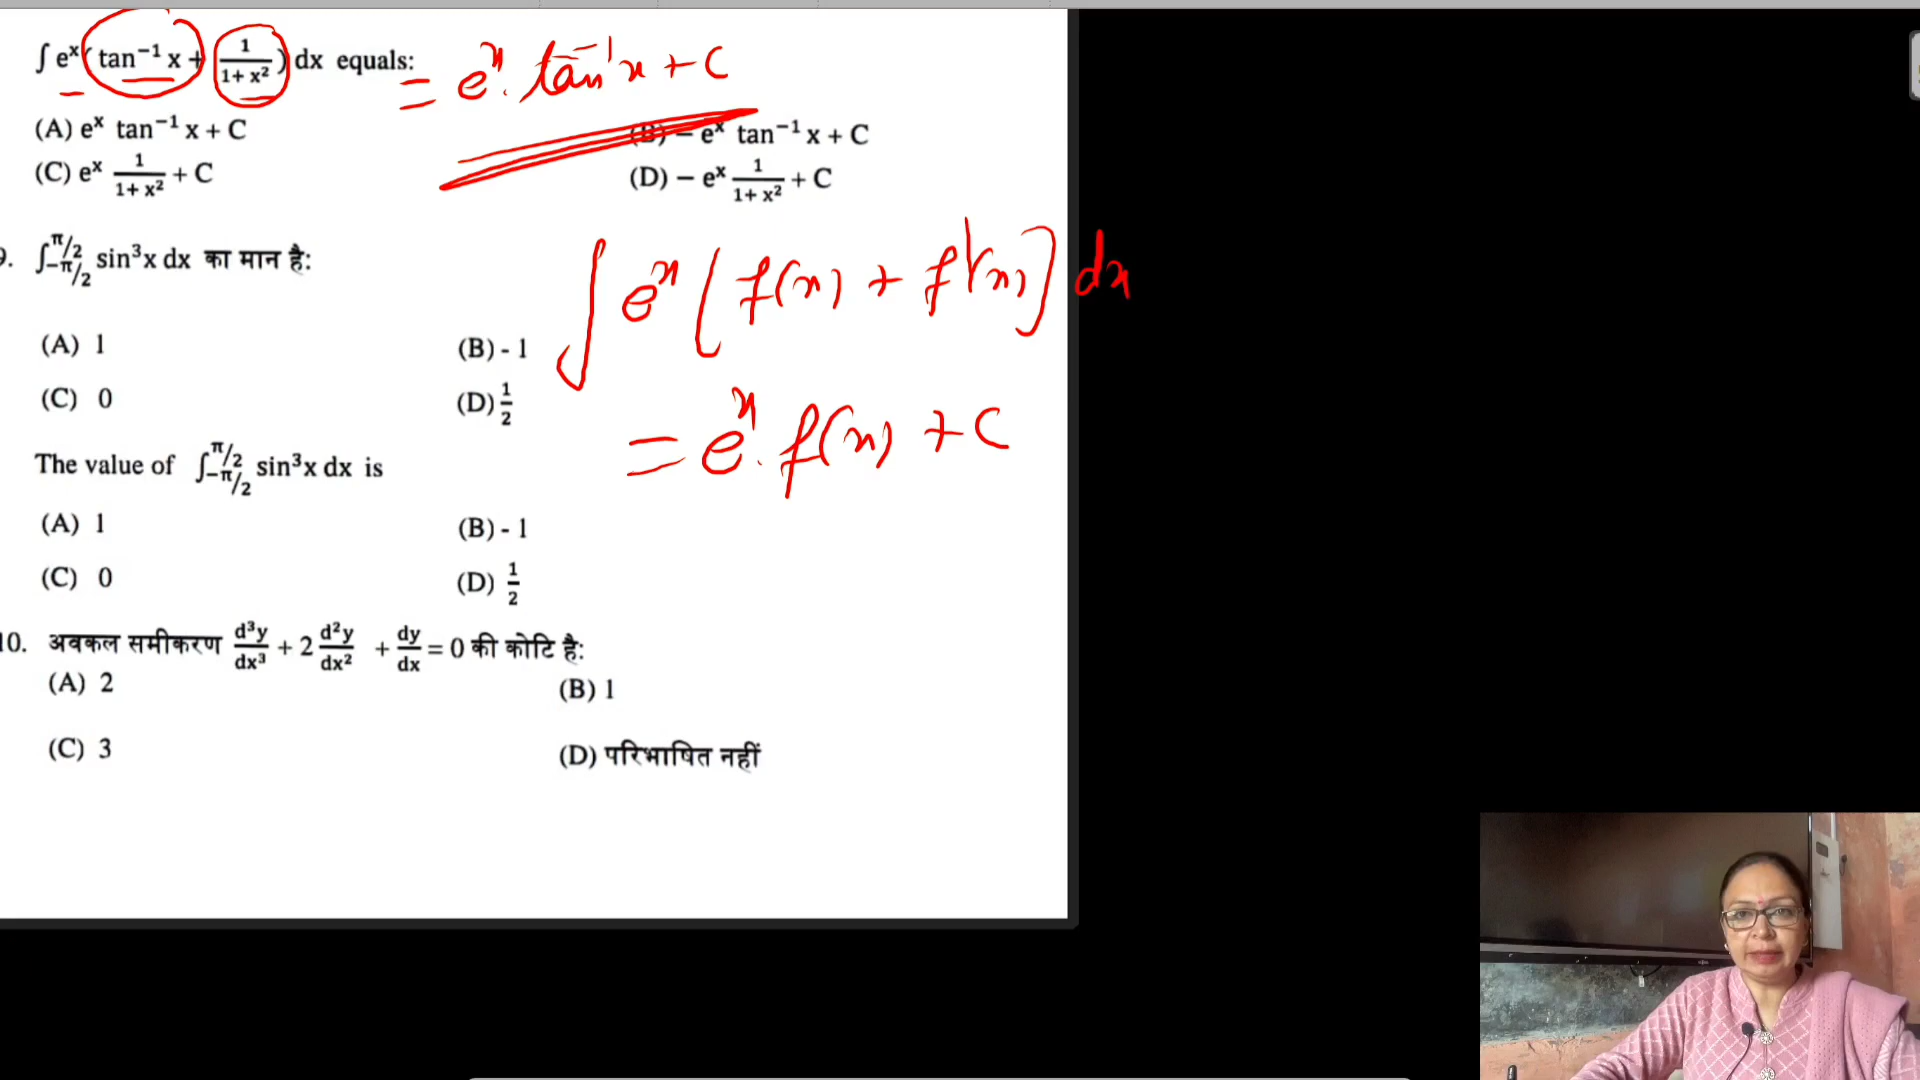 ∫ eˣ ( tan⁻¹ x + 1/(1+ x²) ) dx equals: = eˣ. tan⁻¹x + C
(A) eˣ tan⁻¹ x + C (B) – eˣ tan⁻¹ x + C
(C) eˣ 1/(1+ x²) + C (D) – eˣ 1/(1+ x²) + C
9. ∫_{-π/2}^{π/2} sin³x dx का मान है:
∫ eˣ [ f(x) + f'(x) ] dx
(A) 1 (B) - 1
(C) 0 (D) 1/2
= eˣ. f(x) + C
The value of ∫_{-π/2}^{π/2} sin³x dx is
(A) 1 (B) - 1
(C) 0 (D) 1/2
10. अवकल समीकरण d³y/dx³ + 2 d²y/dx² + dy/dx = 0 की कोटि है:
(A) 2 (B) 1
(C) 3 (D) परिभाषित नहीं